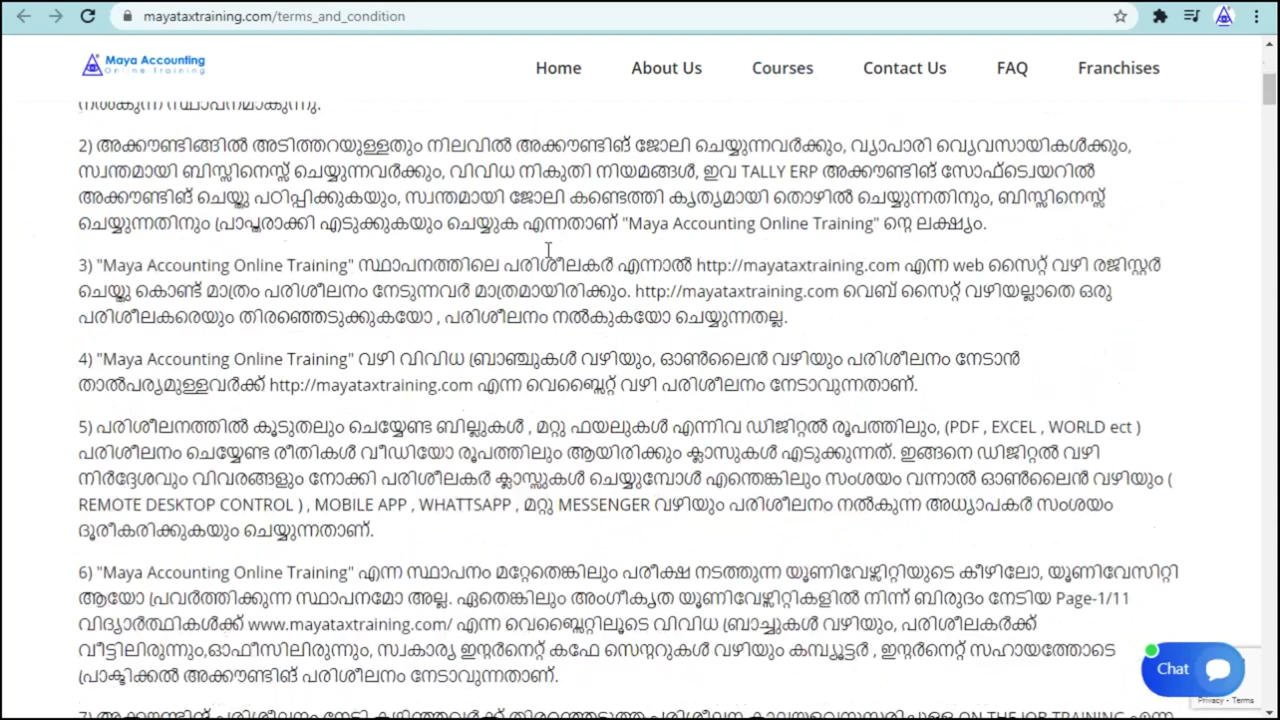 mayataxtraining.com/terms_and_condition
Maya Accounting
Online Training
Home About Us Courses Contact Us FAQ Franchises
നൽകുന്ന സ്ഥാപനമാകുന്നു.
2) അക്കൗണ്ടിങ്ങിൽ അടിത്തറയുള്ളതും നിലവിൽ അക്കൗണ്ടിങ് ജോലി ചെയ്യുന്നവർക്കും, വ്യാപാരി വ്യെവസായികൾക്കും,
സ്വന്തമായി ബിസ്സിനെസ്സ് ചെയ്യുന്നവർക്കും, വിവിധ നികുതി നിയമങ്ങൾ, ഇവ TALLY ERP അക്കൗണ്ടിങ് സോഫ്ട്വെയറിൽ
അക്കൗണ്ടിങ് ചെയ്തു പഠിപ്പിക്കുകയും, സ്വന്തമായി ജോലി കണ്ടെത്തി കൃത്യമായി തൊഴിൽ ചെയ്യുന്നതിനും, ബിസ്സിനെസ്സ്
ചെയ്യുന്നതിനും പ്രാപ്തരാക്കി എടുക്കുകയും ചെയ്യുക എന്നതാണ് "Maya Accounting Online Training" ന്റെ ലക്ഷ്യം.
3) "Maya Accounting Online Training" സ്ഥാപനത്തിലെ പരിശീലകർ എന്നാൽ http://mayataxtraining.com എന്ന web സൈറ്റ് വഴി രജിസ്റ്റർ
ചെയ്തു കൊണ്ട് മാത്രം പരിശീലനം നേടുന്നവർ മാത്രമായിരിക്കും. http://mayataxtraining.com വെബ് സൈറ്റ് വഴിയല്ലാതെ ഒരു
പരിശീലകരെയും തിരഞ്ഞെടുക്കുകയോ , പരിശീലനം നൽകുകയോ ചെയ്യുന്നതല്ല.
4) "Maya Accounting Online Training" വഴി വിവിധ ബ്രാഞ്ചുകൾ വഴിയും, ഓൺലൈൻ വഴിയും പരിശീലനം നേടാൻ
താൽപര്യമുള്ളവർക്ക് http://mayataxtraining.com എന്ന വെബ്സൈറ്റ് വഴി പരിശീലനം നേടാവുന്നതാണ്.
5) പരിശീലനത്തിൽ കൂടുതലും ചെയ്യേണ്ട ബില്ലുകൾ , മറ്റു ഫയലുകൾ എന്നിവ ഡിജിറ്റൽ രൂപത്തിലും, (PDF , EXCEL , WORLD ect )
പരിശീലനം ചെയ്യേണ്ട രീതികൾ വീഡിയോ രൂപത്തിലും ആയിരിക്കും ക്ലാസുകൾ എടുക്കുന്നത്. ഇങ്ങനെ ഡിജിറ്റൽ വഴി
നിർദ്ദേശവും വിവരങ്ങളും നോക്കി പരിശീലകർ ക്ലാസ്സുകൾ ചെയ്യുമ്പോൾ എന്തെങ്കിലും സംശയം വന്നാൽ ഓൺലൈൻ വഴിയും (
REMOTE DESKTOP CONTROL ) , MOBILE APP , WHATTSAPP , മറ്റു MESSENGER വഴിയും പരിശീലനം നൽകുന്ന അധ്യാപകർ സംശയം
ദൂരീകരിക്കുകയും ചെയ്യുന്നതാണ്.
6) "Maya Accounting Online Training" എന്ന സ്ഥാപനം മറ്റേതെങ്കിലും പരീക്ഷ നടത്തുന്ന യൂണിവേഴ്സിറ്റിയുടെ കീഴിലോ, യൂണിവേസിറ്റി
ആയോ പ്രവർത്തിക്കുന്ന സ്ഥാപനമോ അല്ല. ഏതെങ്കിലും അംഗീകൃത യൂണിവേഴ്സിറ്റികളിൽ നിന്ന് ബിരുദം നേടിയ Page-1/11
വിദ്യാർത്ഥികൾക്ക് www.mayataxtraining.com/ എന്ന വെബ്സൈറ്റിലൂടെ വിവിധ ബ്രാച്ചുകൾ വഴിയും, പരിശീലകർക്ക്
വീട്ടിലിരുന്നും,ഓഫീസിലിരുന്നും, സ്വകാര്യ ഇന്റർനെറ്റ് കഫേ സെന്ററുകൾ വഴിയും കമ്പ്യൂട്ടർ , ഇന്റർനെറ്റ് സഹായത്തോടെ
പ്രാക്ടിക്കൽ അക്കൗണ്ടിങ് പരിശീലനം നേടാവുന്നതാണ്.
Chat
Privacy - Terms